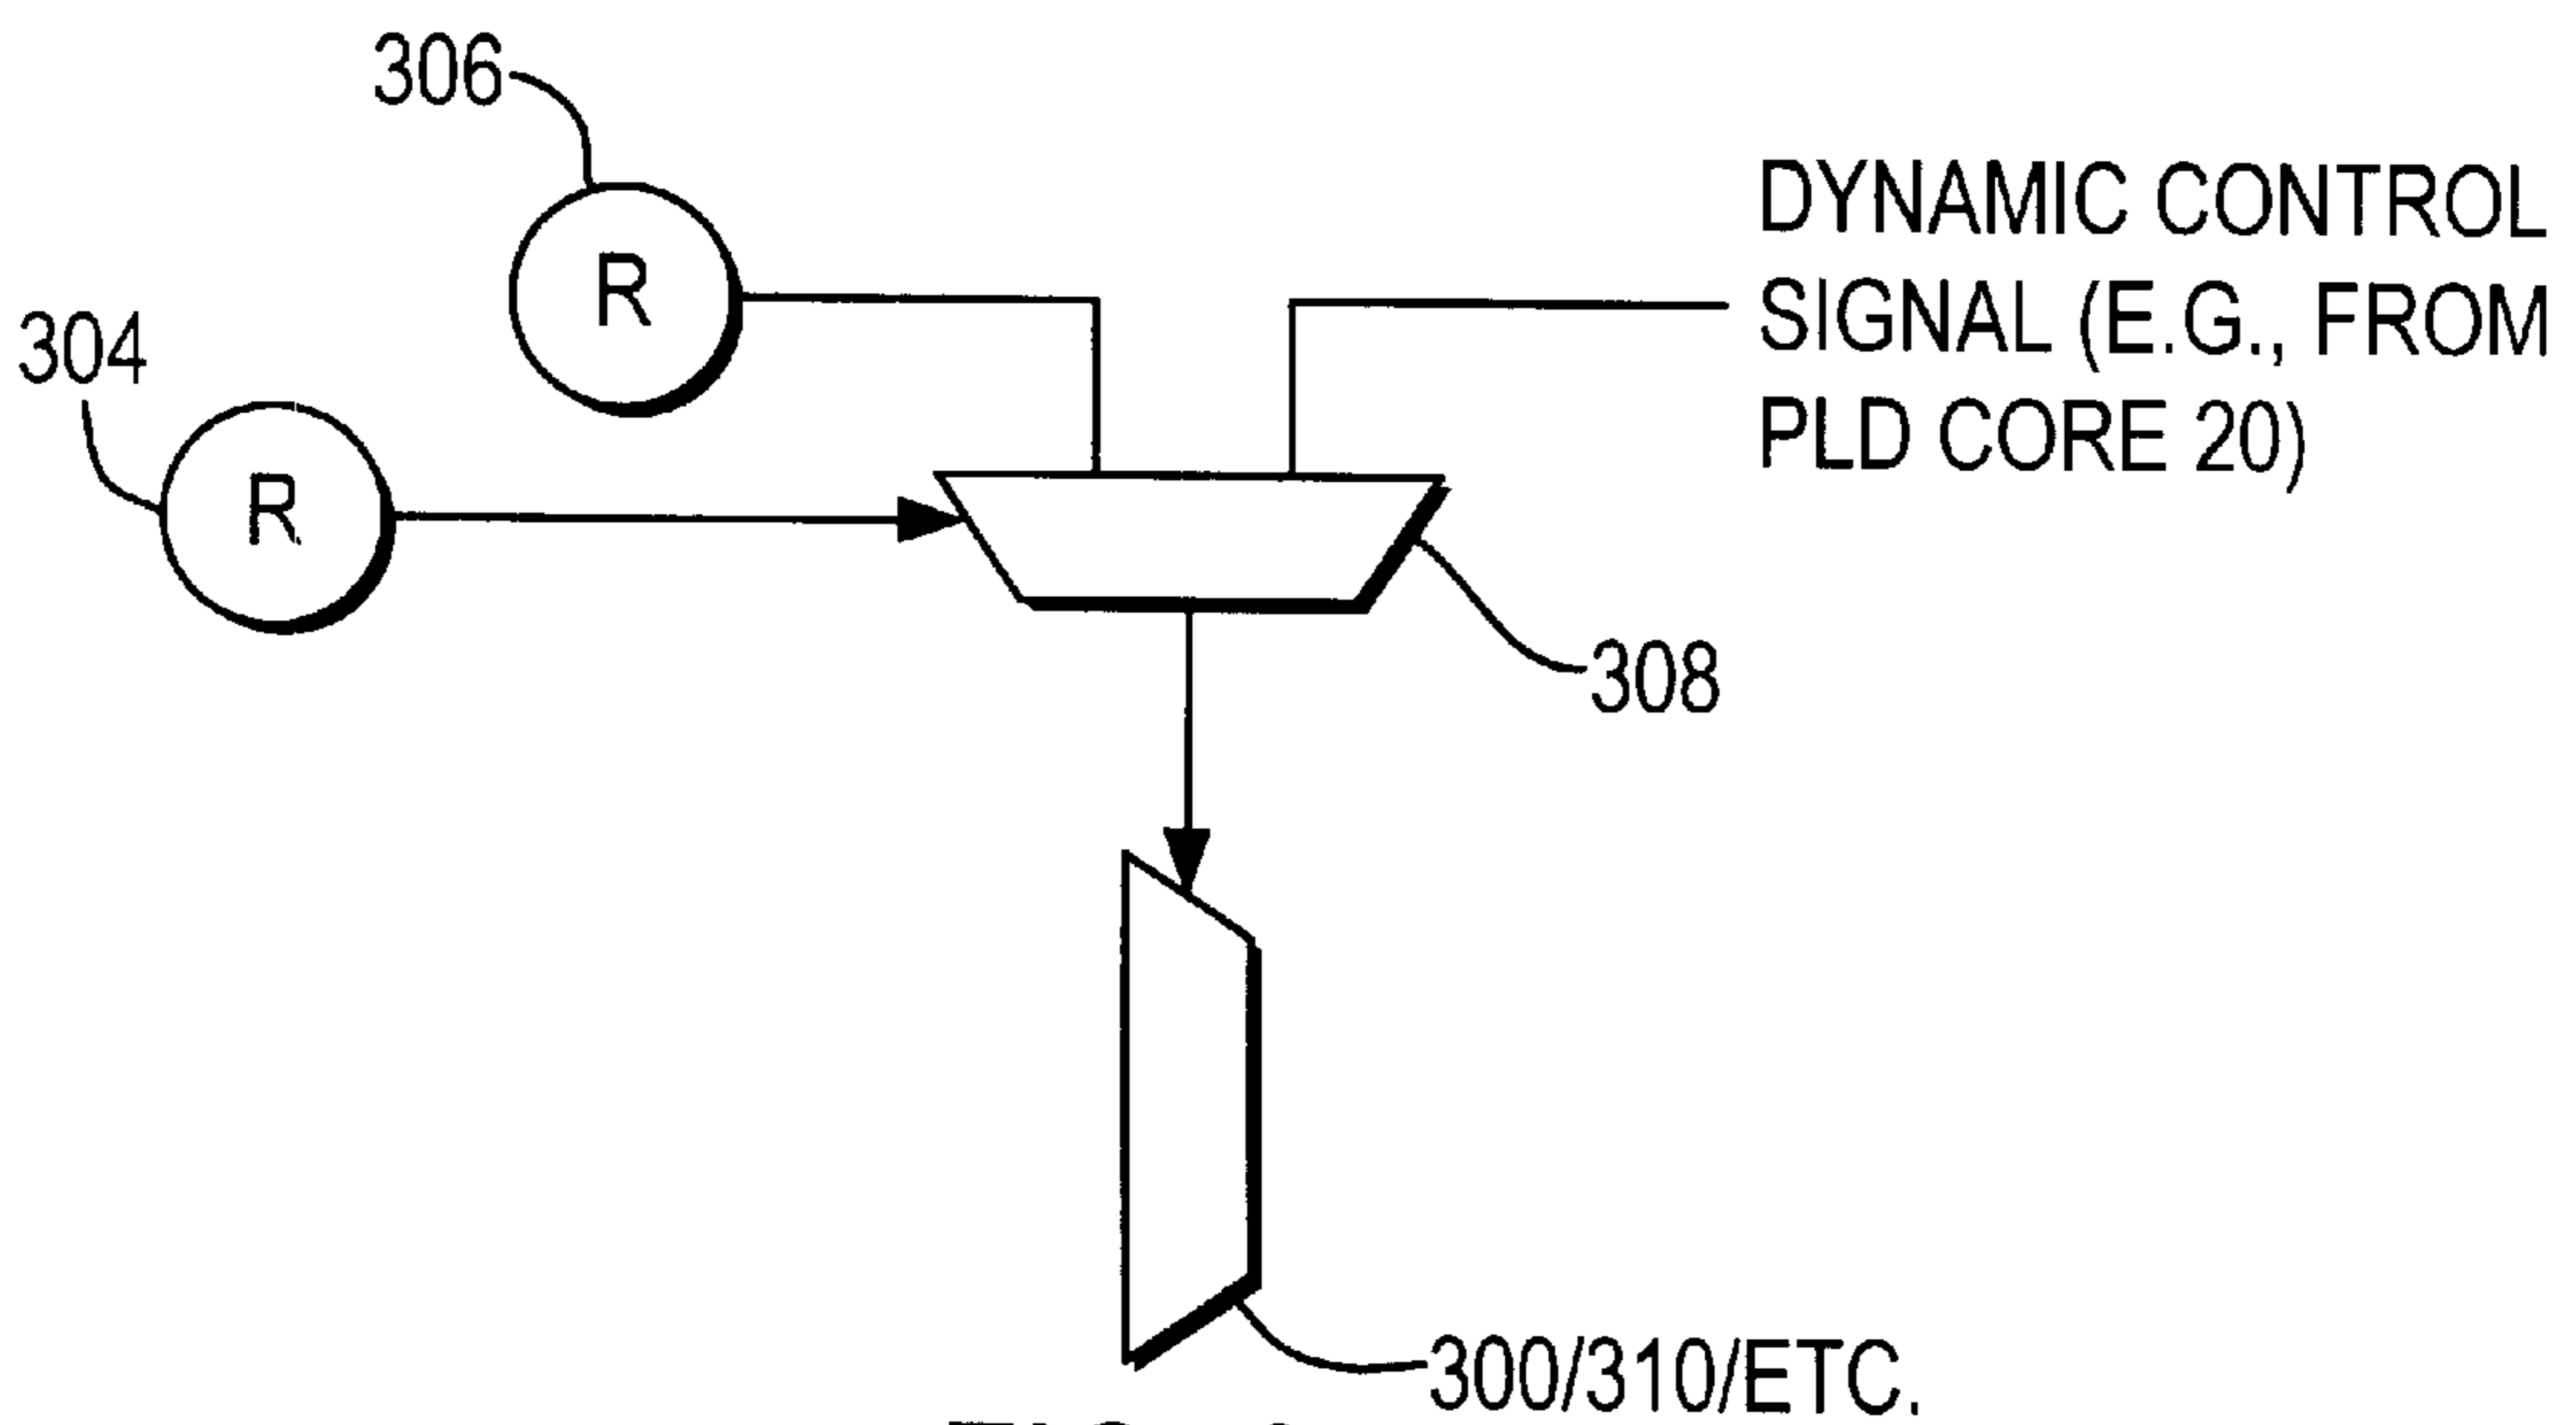 306
DYNAMIC CONTROL
SIGNAL (E.G., FROM
PLD CORE 20)
304
R
R
308
300/310/ETC.